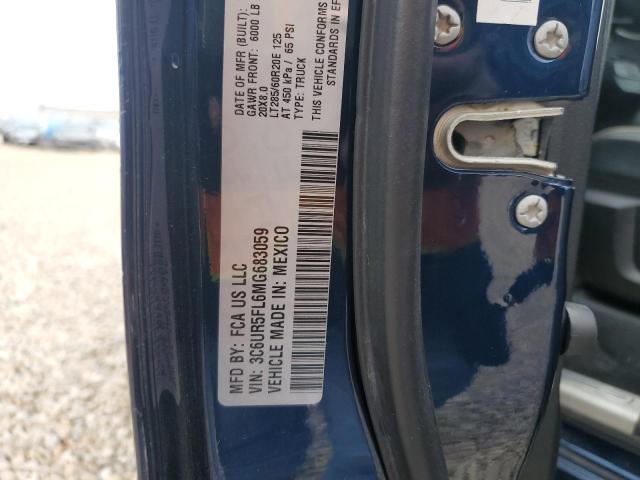 MFD BY: FCA US LLC
DATE OF MFR (BUILT):
GAWR FRONT: 6000 LB
20X8.0
LT285/60R20E 125
AT 450 kPa / 65 PSI
TYPE: TRUCK
THIS VEHICLE CONFORMS
STANDARDS IN EF
VIN: 3C6UR5FL6MG683059
VEHICLE MADE IN: MEXICO